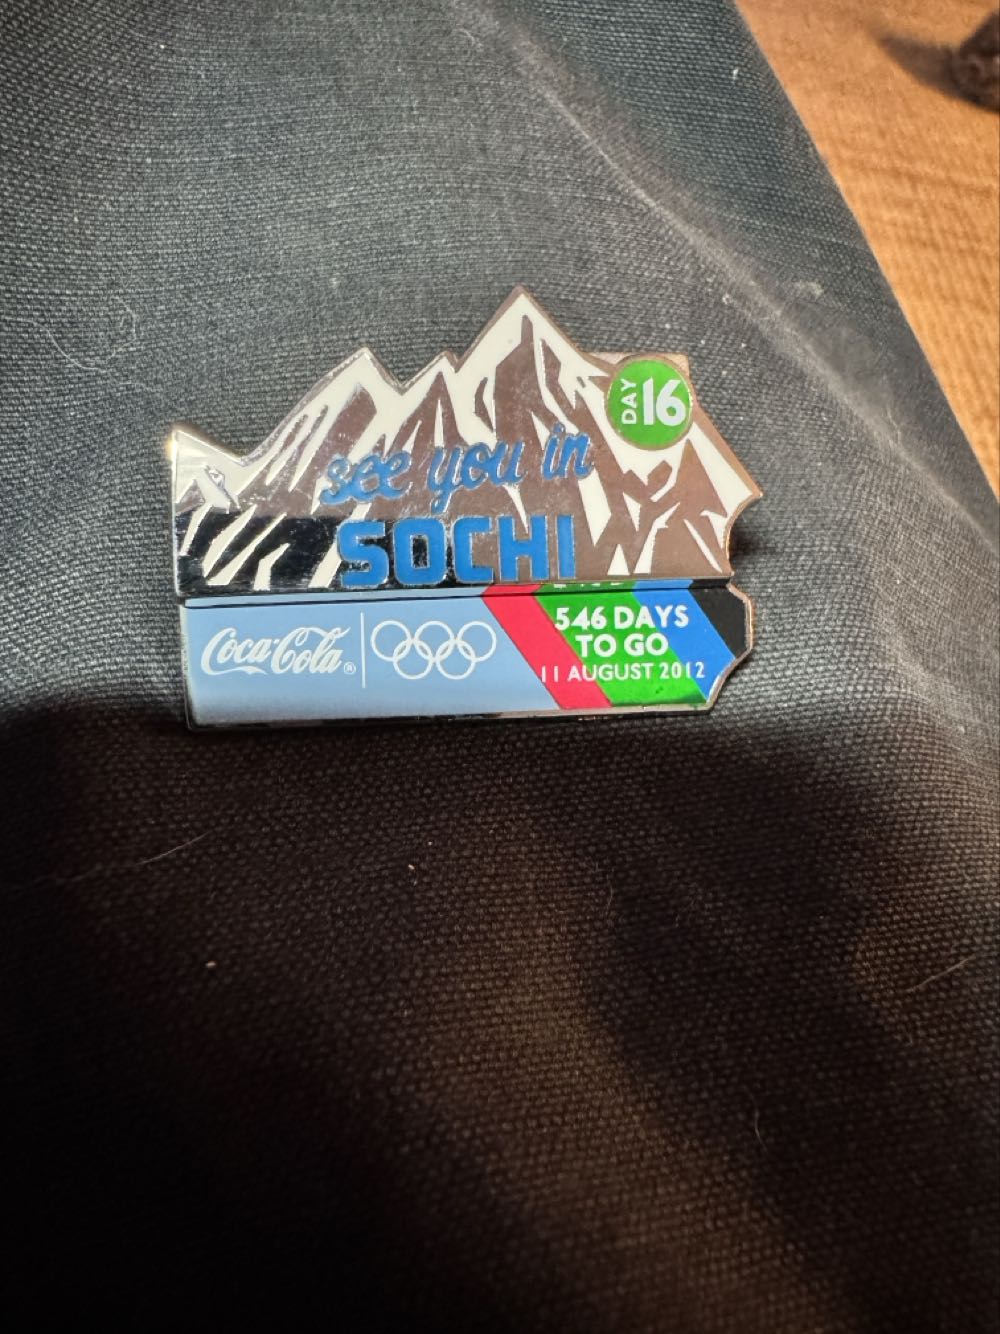 DAY 16
see you in
SOCHI
Coca-Cola®
546 DAYS
TO GO
11 AUGUST 2012